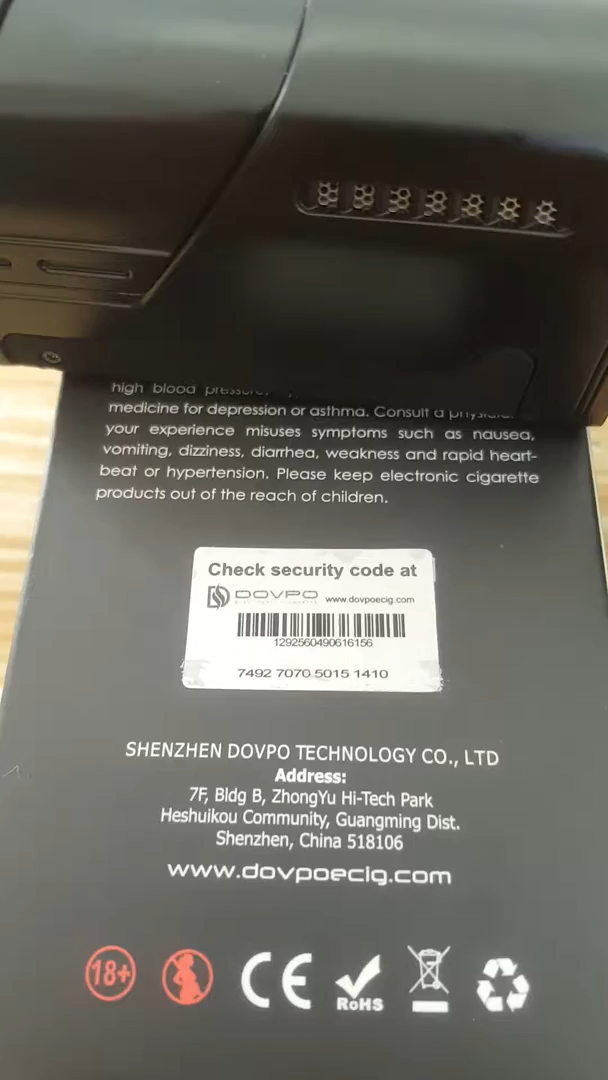 high blood
medicine for depression or asthma. Consult a
your experience misuses symptoms such as nausea,
vomiting, dizziness, diarrhea, weakness and rapid heart-
beat or hypertension. Please keep electronic cigarette
products out of the reach of children.
Check security code at
DOVPO www.dovpoecig.com
1292560490616156
7492 7070 5015 1410
SHENZHEN DOVPO TECHNOLOGY CO., LTD
Address:
7F, Bldg B, ZhongYu Hi-Tech Park
Heshuikou Community, Guangming Dist.
Shenzhen, China 518106
www.dovpoecig.com
18+
CE
RoHS